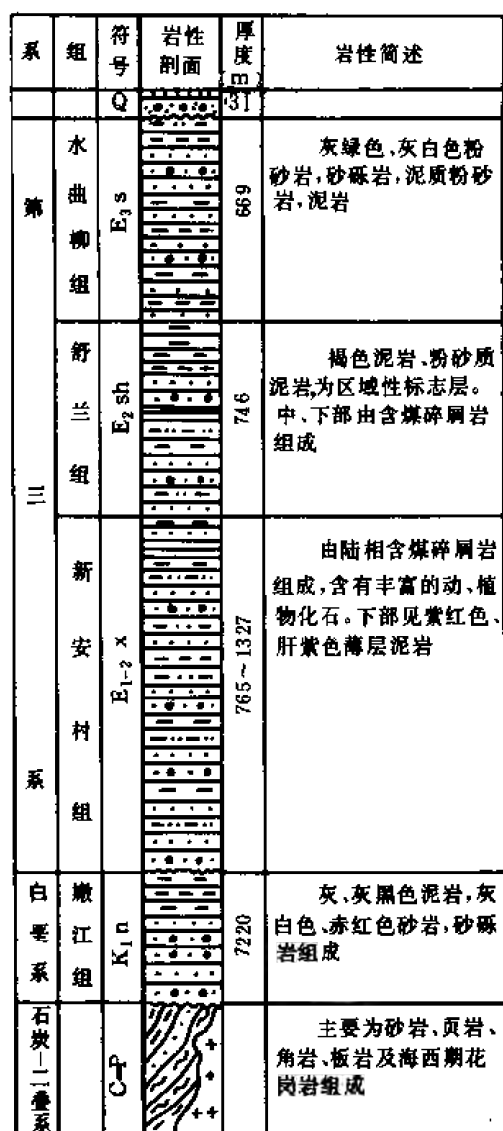 系 组 符号 岩性剖面 厚度(m) 岩性简述
Q 31
第三系
水曲柳组 E₃s 669
灰绿色、灰白色粉
砂岩,砂砾岩,泥质粉砂
岩,泥岩
舒兰组 E₂sh 746
褐色泥岩、粉砂质
泥岩,为区域性标志层。
中、下部由含煤碎屑岩
组成
新安村组 E₁₋₂x 765~1327
由陆相含煤碎屑岩
组成,含有丰富的动、植
物化石。下部见紫红色、
肝紫色薄层泥岩
白垩系 嫩江组 K₁n 7220
灰、灰黑色泥岩,灰
白色、赤红色砂岩,砂砾
岩组成
石炭—二叠系 C-P
主要为砂岩、页岩、
角岩、板岩及海西期花
岗岩组成